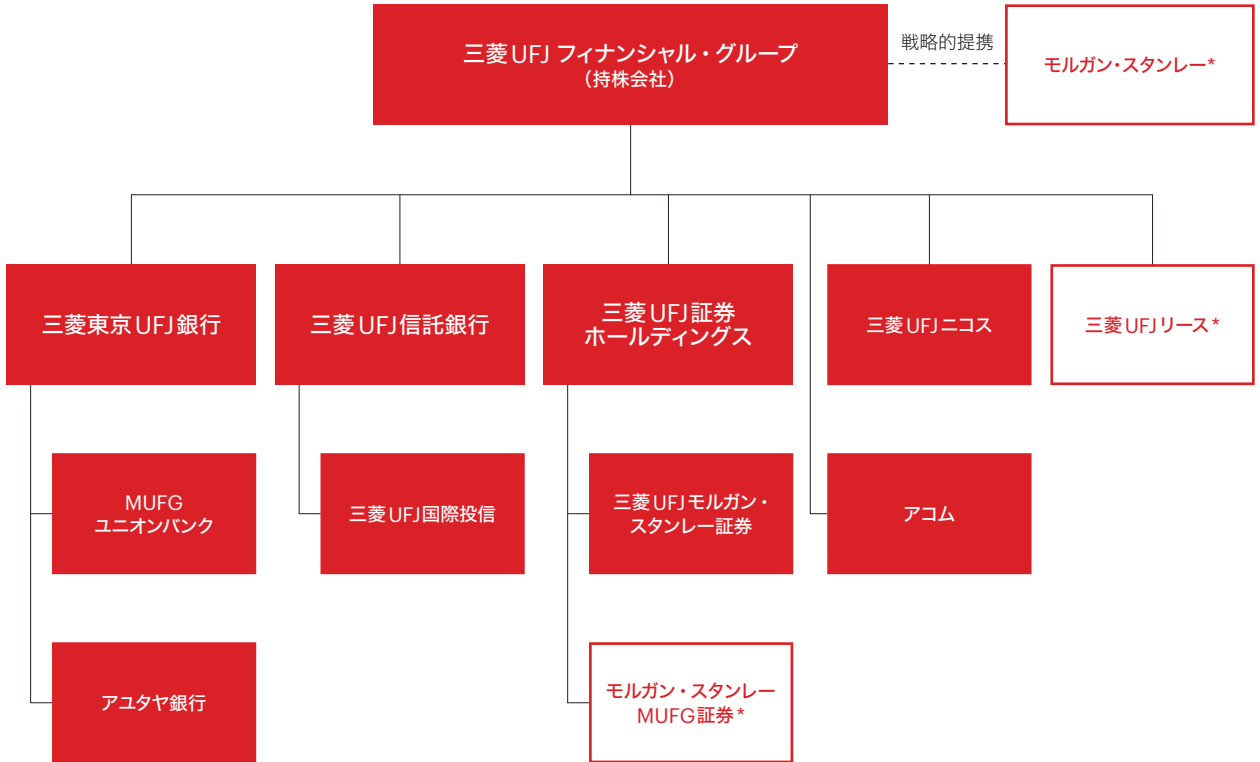 三菱UFJ フィナンシャル・グループ
（持株会社）
戦略的提携
モルガン・スタンレー*
三菱東京UFJ銀行
三菱UFJ信託銀行
三菱UFJ証券
ホールディングス
三菱UFJニコス
三菱UFJリース*
MUFG
ユニオンバンク
三菱UFJ国際投信
三菱UFJモルガン・
スタンレー証券
アコム
アユタヤ銀行
モルガン・スタンレー
MUFG証券*